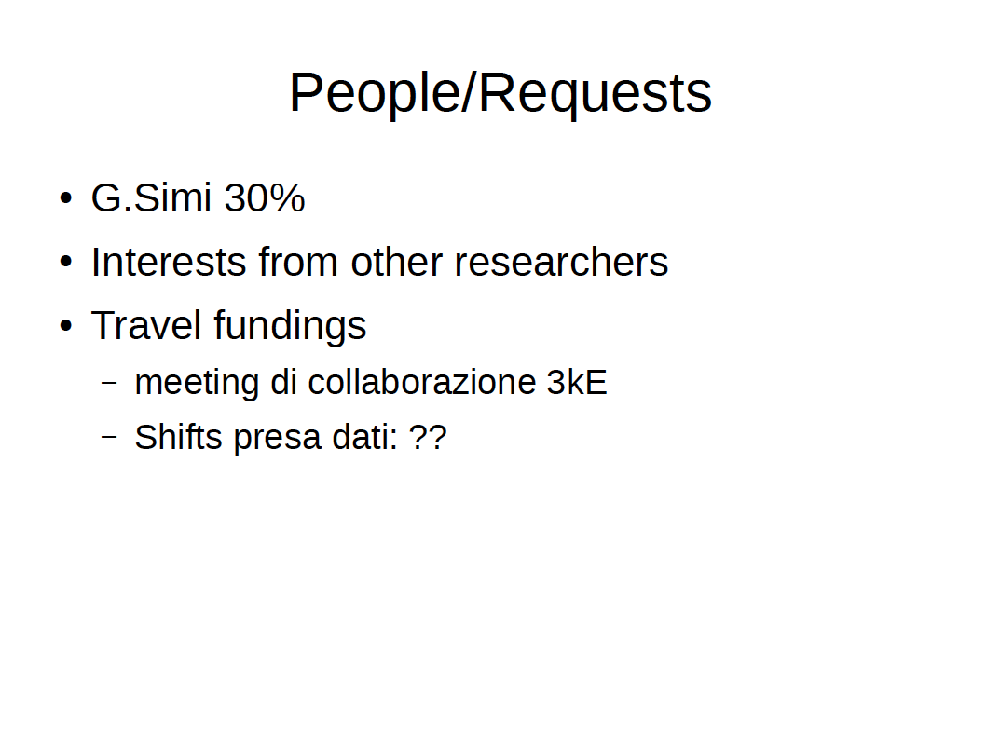 People/Requests
• G.Simi 30%
• Interests from other researchers
• Travel fundings
– meeting di collaborazione 3kE
– Shifts presa dati: ??